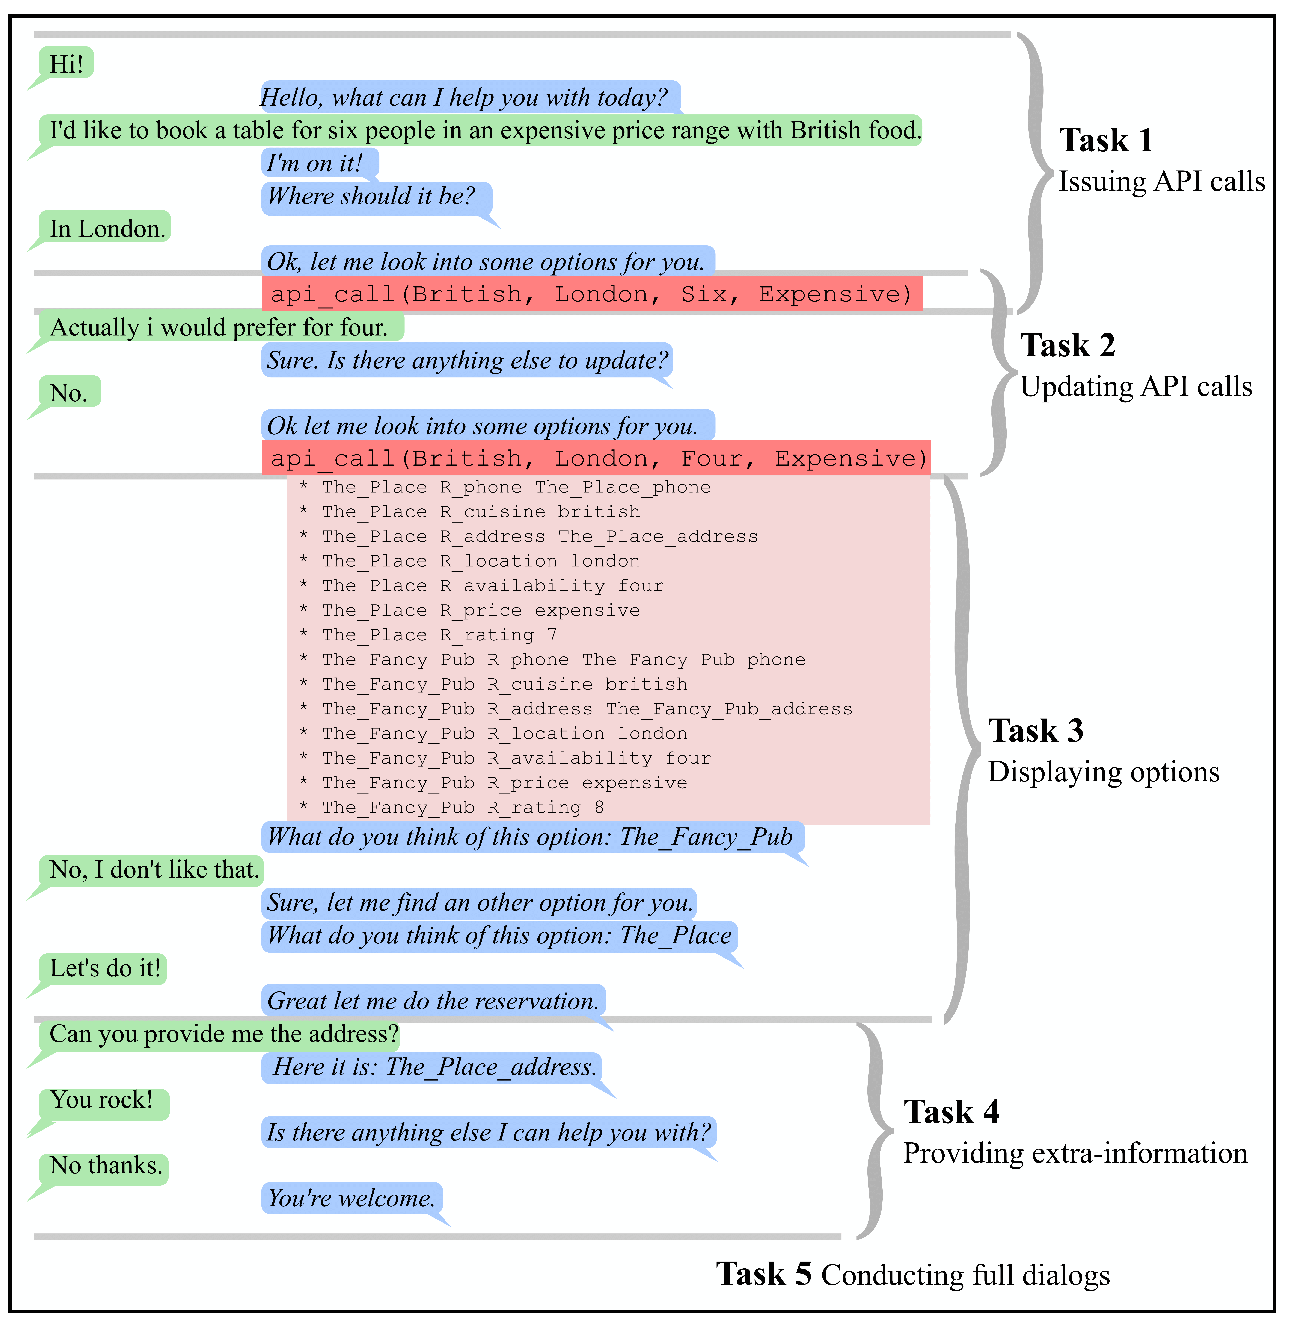 Hi!
Hello, what can I help you with today?
I'd like to book a table for six people in an expensive price range with British food.
I'm on it!
Where should it be?
In London.
Ok, let me look into some options for you.
api_call(British, London, Six, Expensive)
Task 1
Issuing API calls
Actually i would prefer for four.
Sure. Is there anything else to update?
No.
Ok let me look into some options for you.
api_call(British, London, Four, Expensive)
Task 2
Updating API calls
* The_Place R_phone The_Place_phone
* The_Place R_cuisine british
* The_Place R_address The_Place_address
* The_Place R_location london
* The_Place R_availability four
* The_Place R_price expensive
* The_Place R_rating 7
* The_Fancy_Pub R_phone The_Fancy_Pub_phone
* The_Fancy_Pub R_cuisine british
* The_Fancy_Pub R_address The_Fancy_Pub_address
* The_Fancy_Pub R_location london
* The_Fancy_Pub R_availability four
* The_Fancy_Pub R_price expensive
* The_Fancy_Pub R_rating 8
What do you think of this option: The_Fancy_Pub
No, I don't like that.
Sure, let me find an other option for you.
What do you think of this option: The_Place
Let's do it!
Great let me do the reservation.
Task 3
Displaying options
Can you provide me the address?
Here it is: The_Place_address.
You rock!
Is there anything else I can help you with?
No thanks.
You're welcome.
Task 4
Providing extra-information
Task 5 Conducting full dialogs